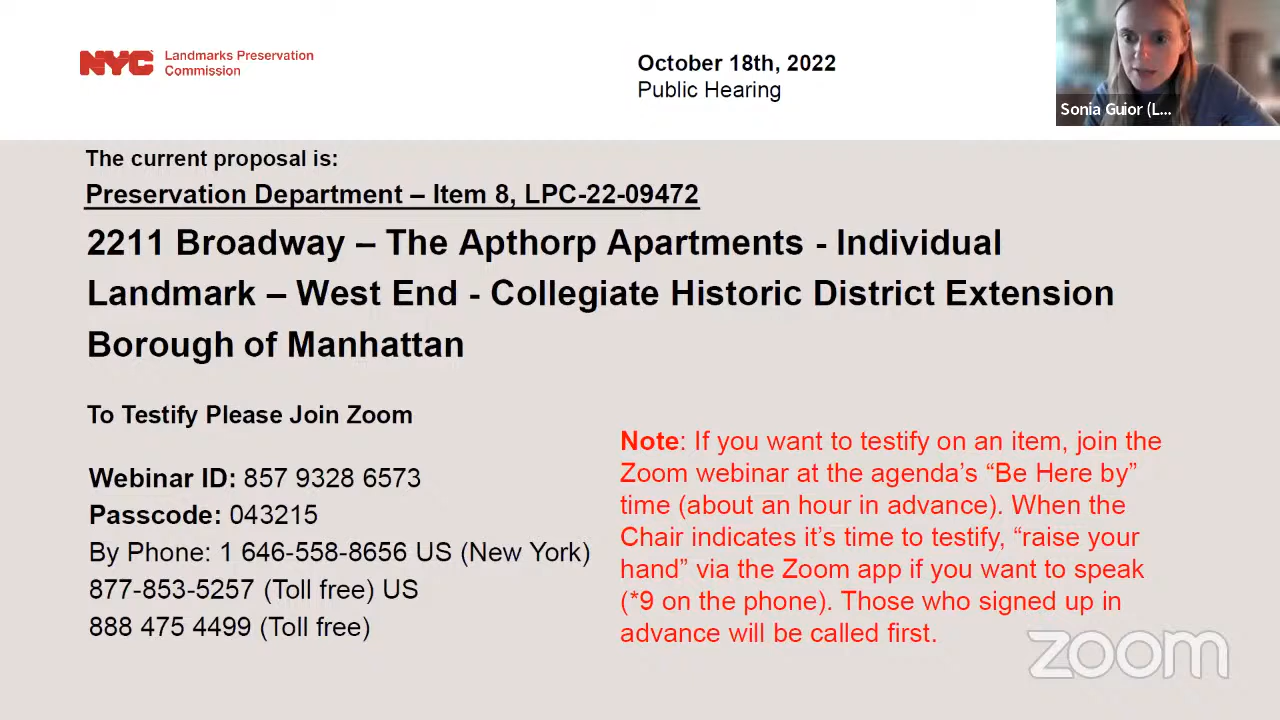 NYC Landmarks Preservation
Commission
October 18th, 2022
Public Hearing
Sonia Guior (L...
The current proposal is:
Preservation Department – Item 8, LPC-22-09472
2211 Broadway – The Apthorp Apartments - Individual
Landmark – West End - Collegiate Historic District Extension
Borough of Manhattan
To Testify Please Join Zoom
Webinar ID: 857 9328 6573
Passcode: 043215
By Phone: 1 646-558-8656 US (New York)
877-853-5257 (Toll free) US
888 475 4499 (Toll free)
Note: If you want to testify on an item, join the
Zoom webinar at the agenda’s “Be Here by”
time (about an hour in advance). When the
Chair indicates it’s time to testify, “raise your
hand” via the Zoom app if you want to speak
(*9 on the phone). Those who signed up in
advance will be called first.
zoom